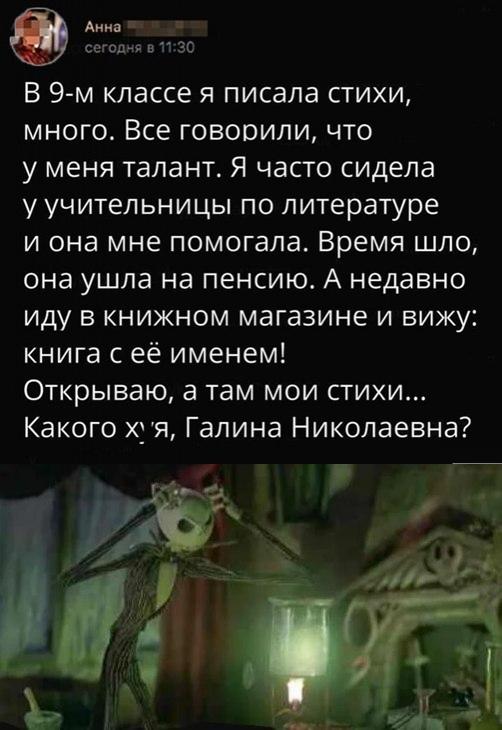 Анна
сегодня в 11:30
В 9-м классе я писала стихи,
много. Все говорили, что
у меня талант. Я часто сидела
у учительницы по литературе
и она мне помогала. Время шло,
она ушла на пенсию. А недавно
иду в книжном магазине и вижу:
книга с её именем!
Открываю, а там мои стихи...
Какого ху'я, Галина Николаевна?